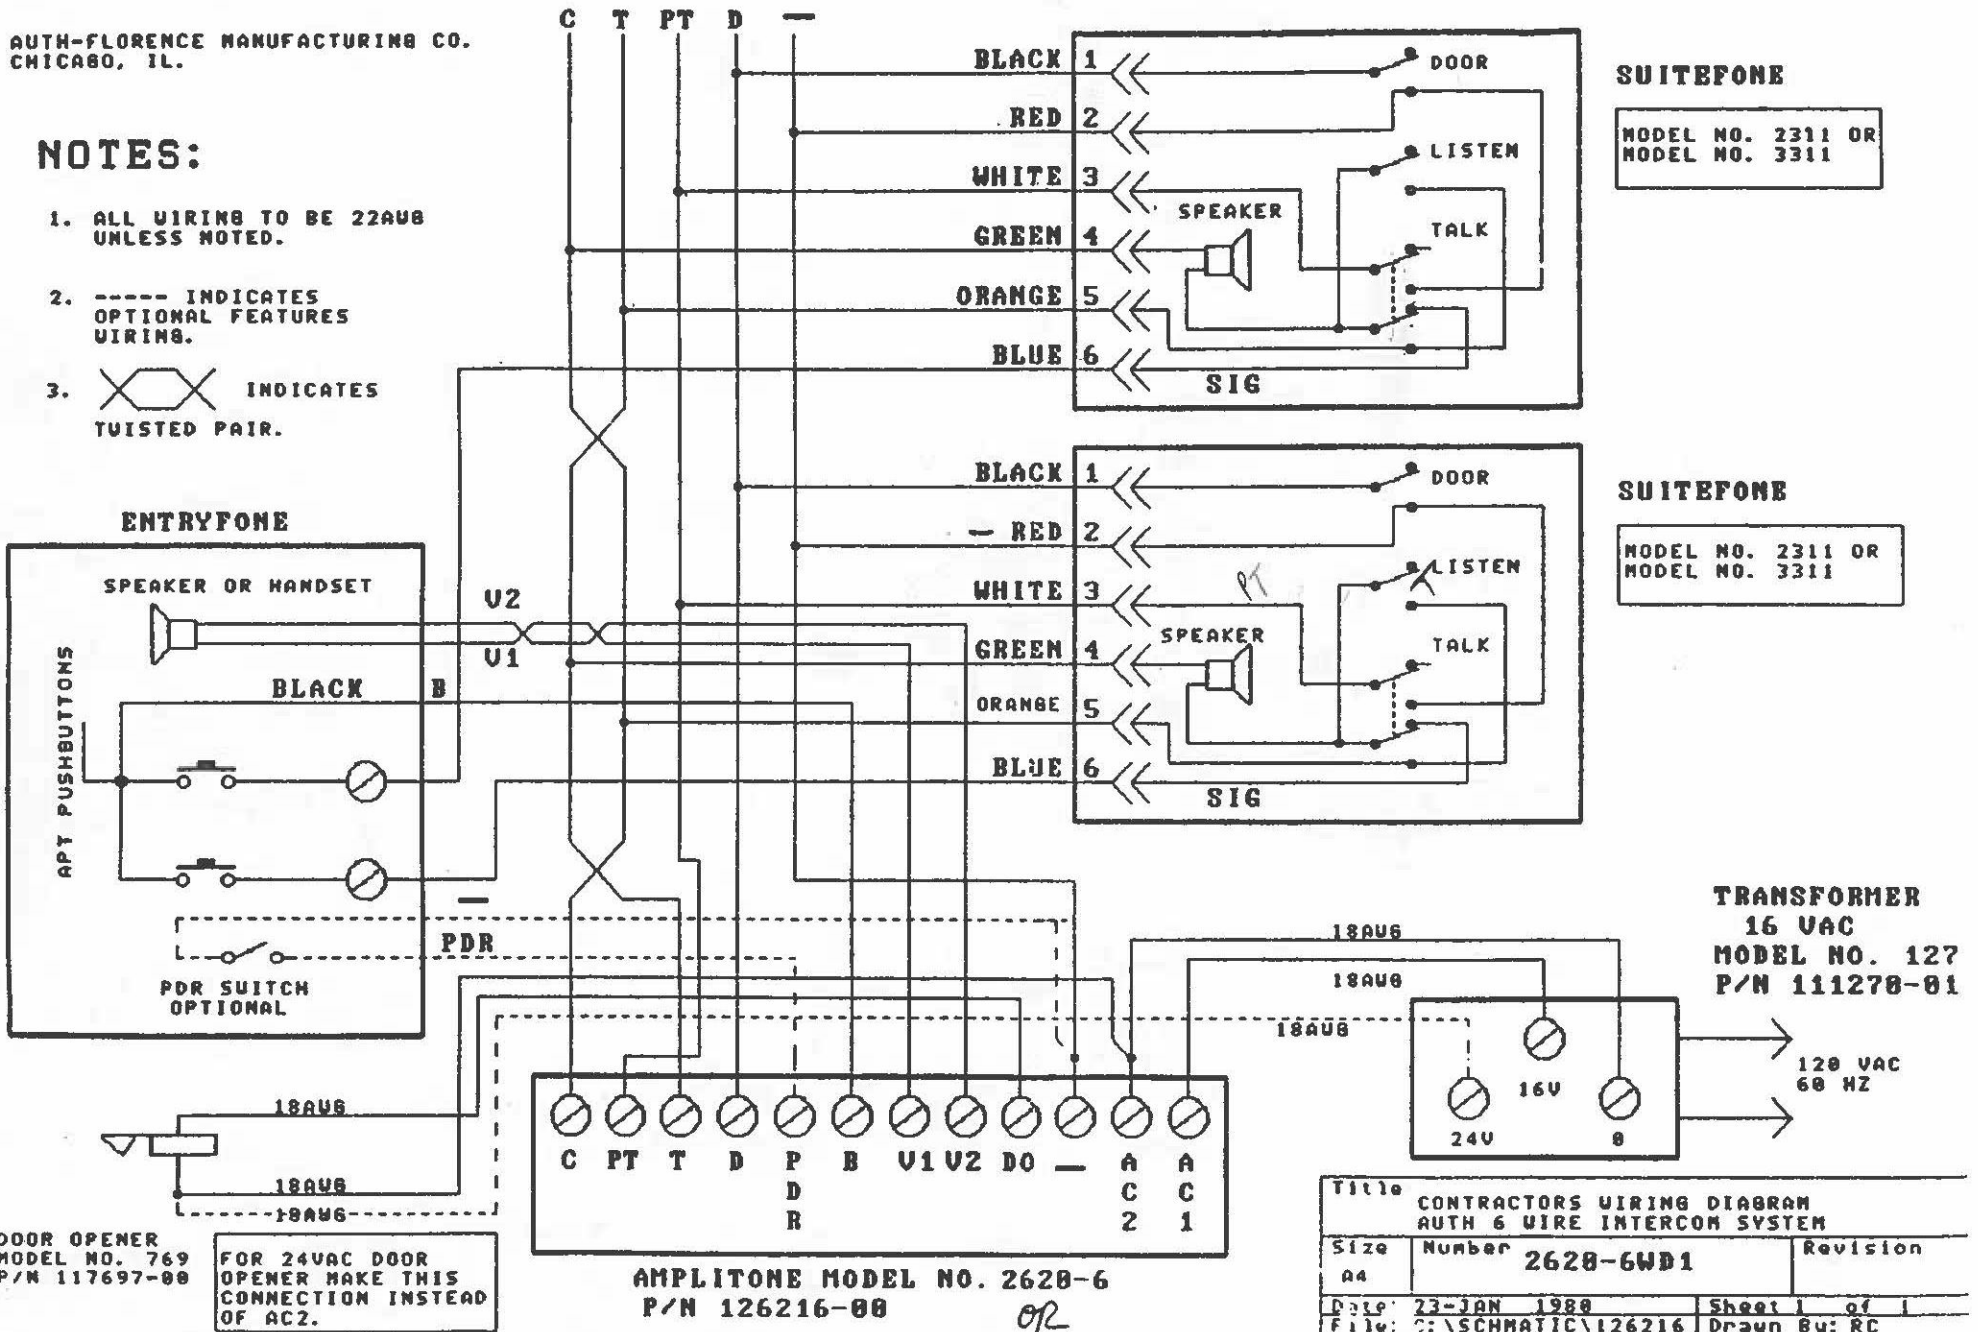 C T PT D —
AUTH-FLORENCE MANUFACTURING CO.
CHICAGO, IL.
NOTES:
1. ALL WIRING TO BE 22AWG
UNLESS NOTED.
2. ----- INDICATES
OPTIONAL FEATURES
WIRING.
3. INDICATES
TWISTED PAIR.
BLACK 1
RED 2
WHITE 3
GREEN 4
ORANGE 5
BLUE 6
DOOR
LISTEN
SPEAKER
TALK
SIG
SUITEFONE
MODEL NO. 2311 OR
MODEL NO. 3311
BLACK 1
— RED 2
WHITE 3
GREEN 4
ORANGE 5
BLUE 6
DOOR
PT
LISTEN
SPEAKER
TALK
SIG
SUITEFONE
MODEL NO. 2311 OR
MODEL NO. 3311
ENTRYFONE
SPEAKER OR HANDSET
V2
V1
BLACK B
APT PUSHBUTTONS
—
PDR
PDR SWITCH
OPTIONAL
18AWG
18AWG
18AWG
TRANSFORMER
16 VAC
MODEL NO. 127
P/N 111270-01
16V
24V
0
120 VAC
60 HZ
18AWG
18AWG
18AWG
DOOR OPENER
MODEL NO. 769
P/N 117697-00
FOR 24VAC DOOR
OPENER MAKE THIS
CONNECTION INSTEAD
OF AC2.
C PT T D PDR B V1 V2 DO — AC2 AC1
AMPLITONE MODEL NO. 2620-6
P/N 126216-00
OR
Title
CONTRACTORS WIRING DIAGRAM
AUTH 6 WIRE INTERCOM SYSTEM
Size
A4
Number
2620-6WD1
Revision
Date: 23-JAN 1980
Sheet 1 of 1
File: C:\SCHMATIC\126216
Drawn By: RC